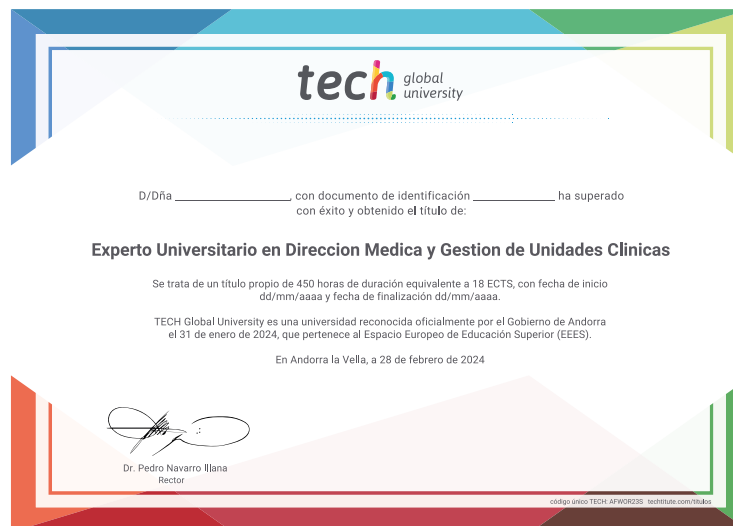 tech global university
D/Dña ______________, con documento de identificación ______________ ha superado
con éxito y obtenido el título de:
Experto Universitario en Direccion Medica y Gestion de Unidades Clinicas
Se trata de un título propio de 450 horas de duración equivalente a 18 ECTS, con fecha de inicio
dd/mm/aaaa y fecha de finalización dd/mm/aaaa.
TECH Global University es una universidad reconocida oficialmente por el Gobierno de Andorra
el 31 de enero de 2024, que pertenece al Espacio Europeo de Educación Superior (EEES).
En Andorra la Vella, a 28 de febrero de 2024
Dr. Pedro Navarro Illana
Rector
código único TECH: AFWOR23S techtitute.com/titulos